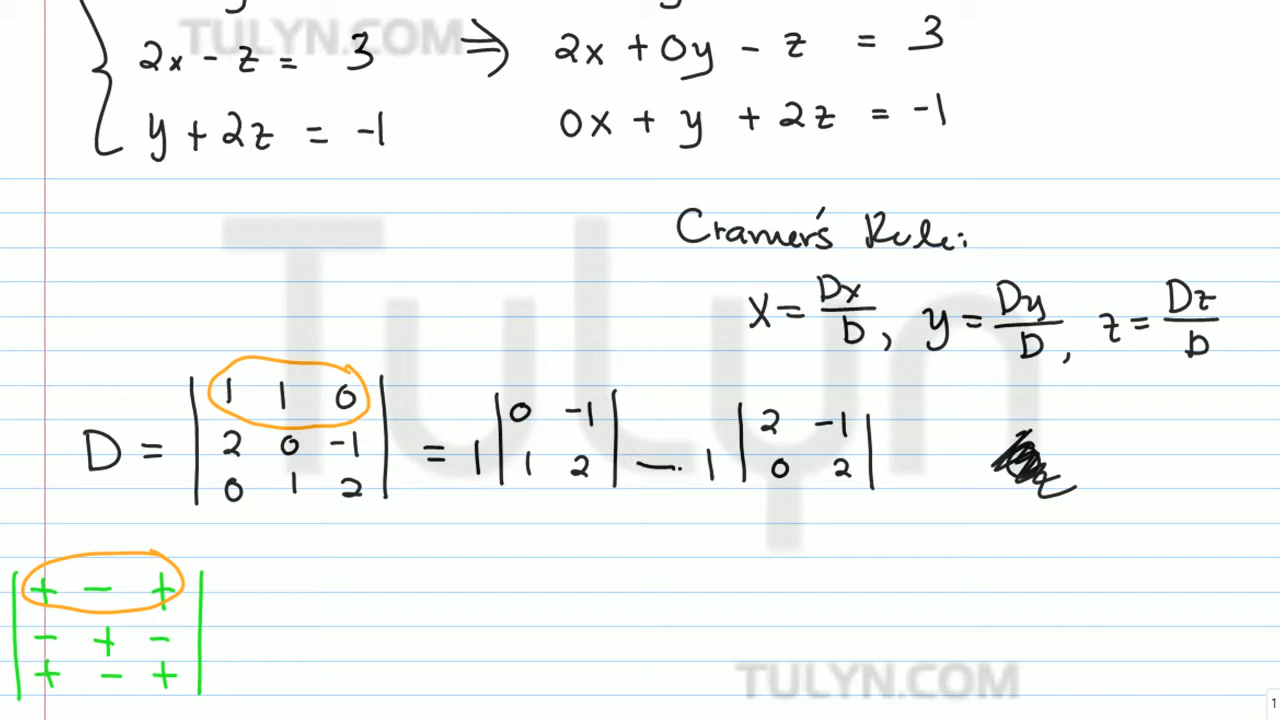 TULYN.COM
2x - z = 3 ⇒ 2x + 0y - z = 3
y + 2z = -1 0x + y + 2z = -1
TuLyn
Cramer's Rule:
x = Dx/D, y = Dy/D, z = Dz/D
D = | 1 1 0 | = 1 | 0 -1 | - 1 | 2 -1 |
| 2 0 -1 | | 1 2 | | 0 2 |
| 0 1 2 |
| + - + |
| - + - |
| + - + |
TULYN.COM
1